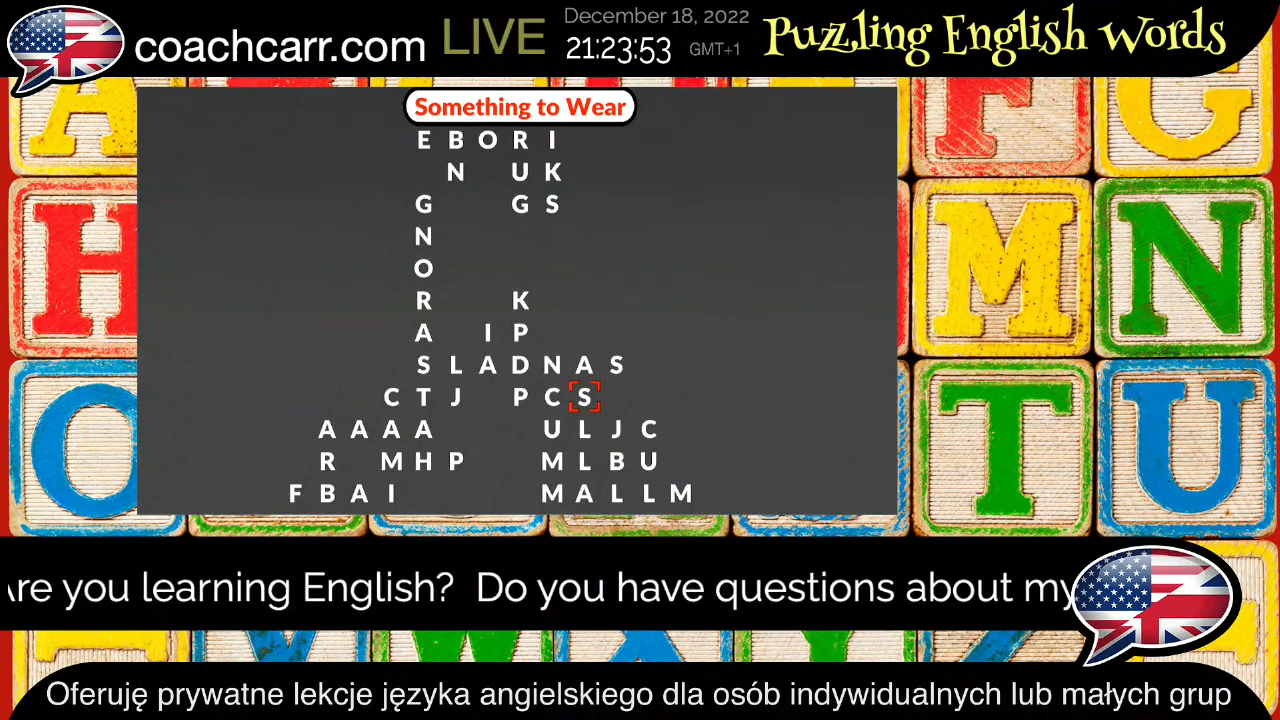 coachcarr.com
LIVE
December 18, 2022
21:23:53 GMT+1
Puzzling English Words
Something to Wear
E B O R I
N U K
G G S
N
O
R K
A I P
S L A D N A S
C T J P C S
A A A A U L J C
R M H P M L B U
F B A I M A L L M
A
F
G
H
M
N
O
T
U
Are you learning English? Do you have questions about my
Oferuję prywatne lekcje języka angielskiego dla osób indywidualnych lub małych grup